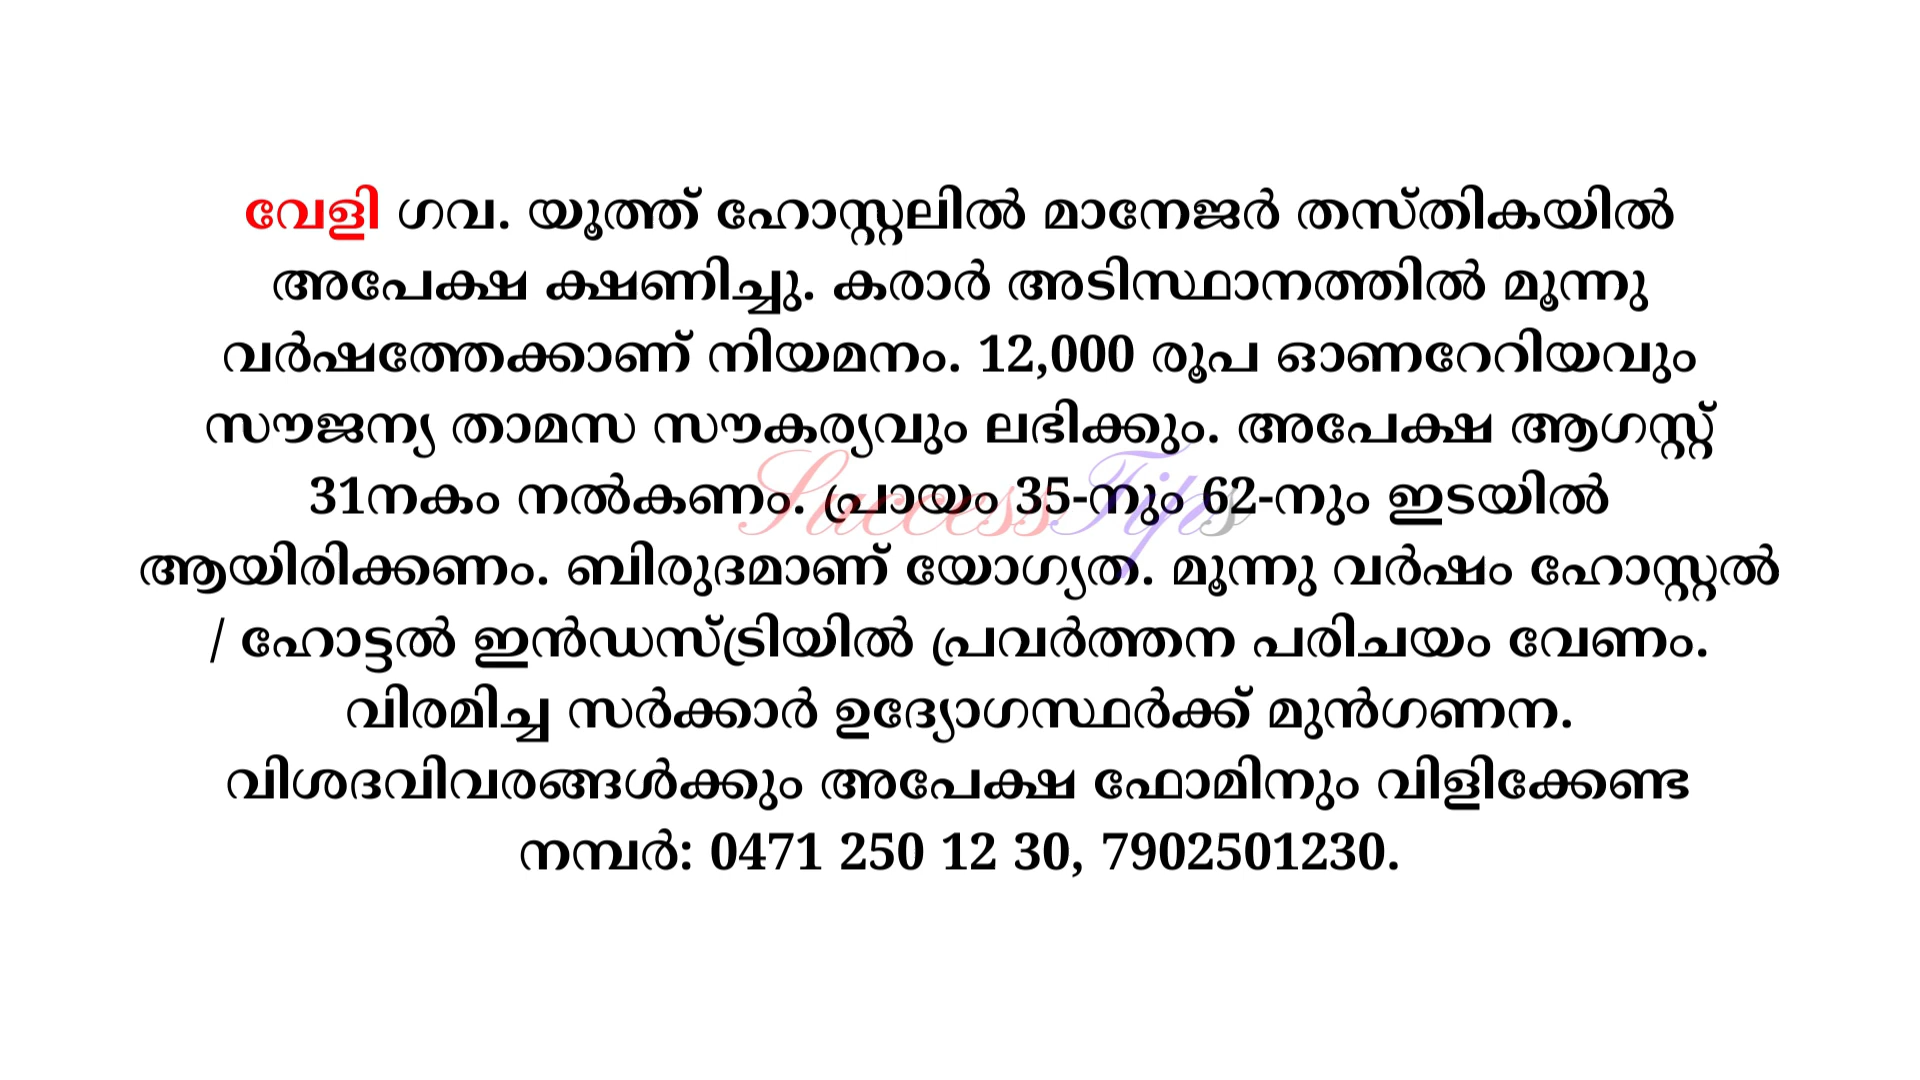 വേളി ഗവ. യൂത്ത് ഹോസ്റ്റലിൽ മാനേജർ തസ്തികയിൽ
അപേക്ഷ ക്ഷണിച്ചു. കരാർ അടിസ്ഥാനത്തിൽ മൂന്നു
വർഷത്തേക്കാണ് നിയമനം. 12,000 രൂപ ഓണറേറിയവും
സൗജന്യ താമസ സൗകര്യവും ലഭിക്കും. അപേക്ഷ ആഗസ്റ്റ്
31നകം നൽകണം. പ്രായം 35-നും 62-നും ഇടയിൽ
SuccessTips
ആയിരിക്കണം. ബിരുദമാണ് യോഗ്യത. മൂന്നു വർഷം ഹോസ്റ്റൽ
/ ഹോട്ടൽ ഇൻഡസ്ട്രിയിൽ പ്രവർത്തന പരിചയം വേണം.
വിരമിച്ച സർക്കാർ ഉദ്യോഗസ്ഥർക്ക് മുൻഗണന.
വിശദവിവരങ്ങൾക്കും അപേക്ഷ ഫോമിനും വിളിക്കേണ്ട
നമ്പർ: 0471 250 12 30, 7902501230.